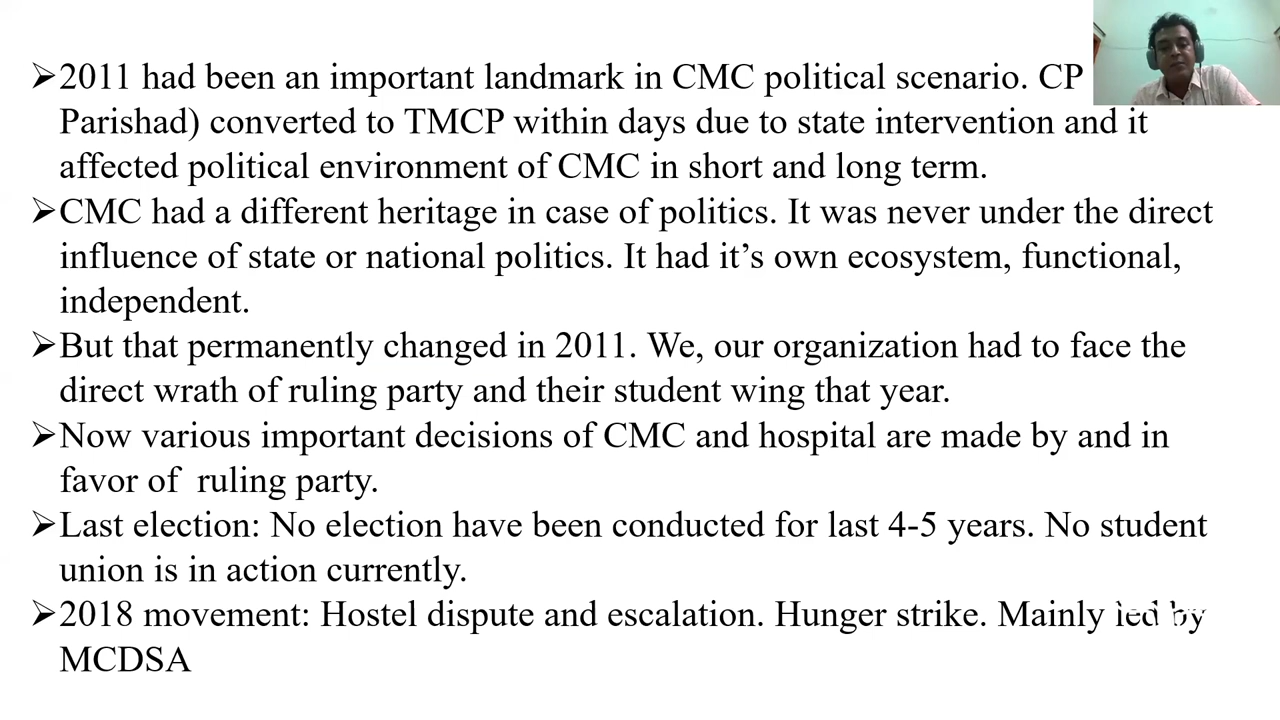 ➢2011 had been an important landmark in CMC political scenario. CP
Parishad) converted to TMCP within days due to state intervention and it
affected political environment of CMC in short and long term.
➢CMC had a different heritage in case of politics. It was never under the direct
influence of state or national politics. It had it’s own ecosystem, functional,
independent.
➢But that permanently changed in 2011. We, our organization had to face the
direct wrath of ruling party and their student wing that year.
➢Now various important decisions of CMC and hospital are made by and in
favor of  ruling party.
➢Last election: No election have been conducted for last 4-5 years. No student
union is in action currently.
➢2018 movement: Hostel dispute and escalation. Hunger strike. Mainly led by
MCDSA